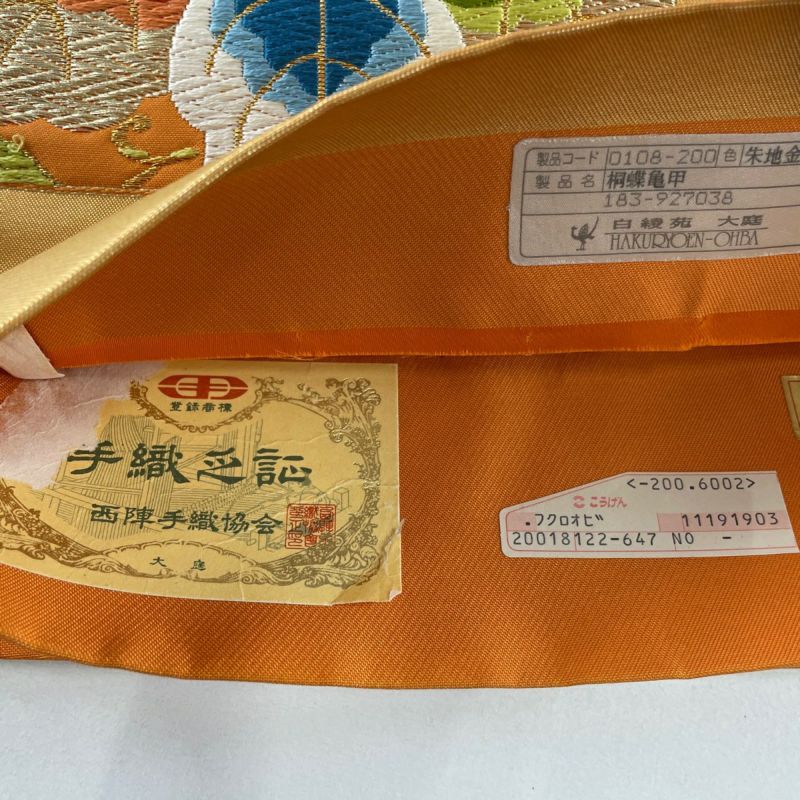 製品コード 0108-200 色 朱地金
製品名 桐蝶亀甲
183-927038
白綾苑 大庭
HAKURYOEN-OHBA
登録商標
手織之証
西陣手織協会
大庭
<-200.6002>
こうげん
.フクロオビ 11191903
20018122-647 NO -